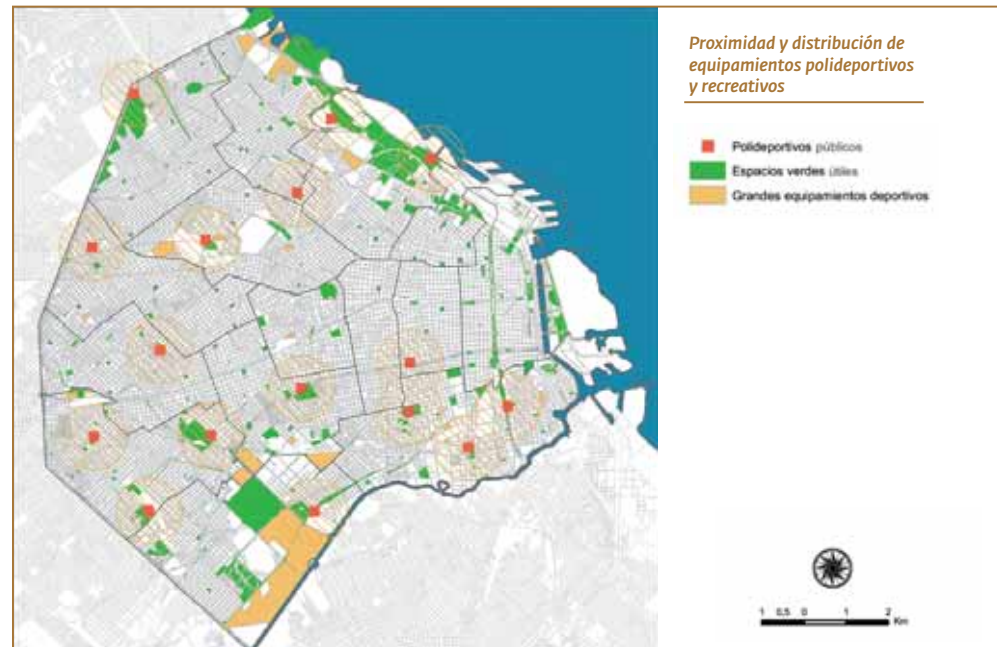 Proximidad y distribución de
equipamientos polideportivos
y recreativos
Polideportivos públicos
Espacios verdes útiles
Grandes equipamientos deportivos
1 0,5 0 1 2
Km